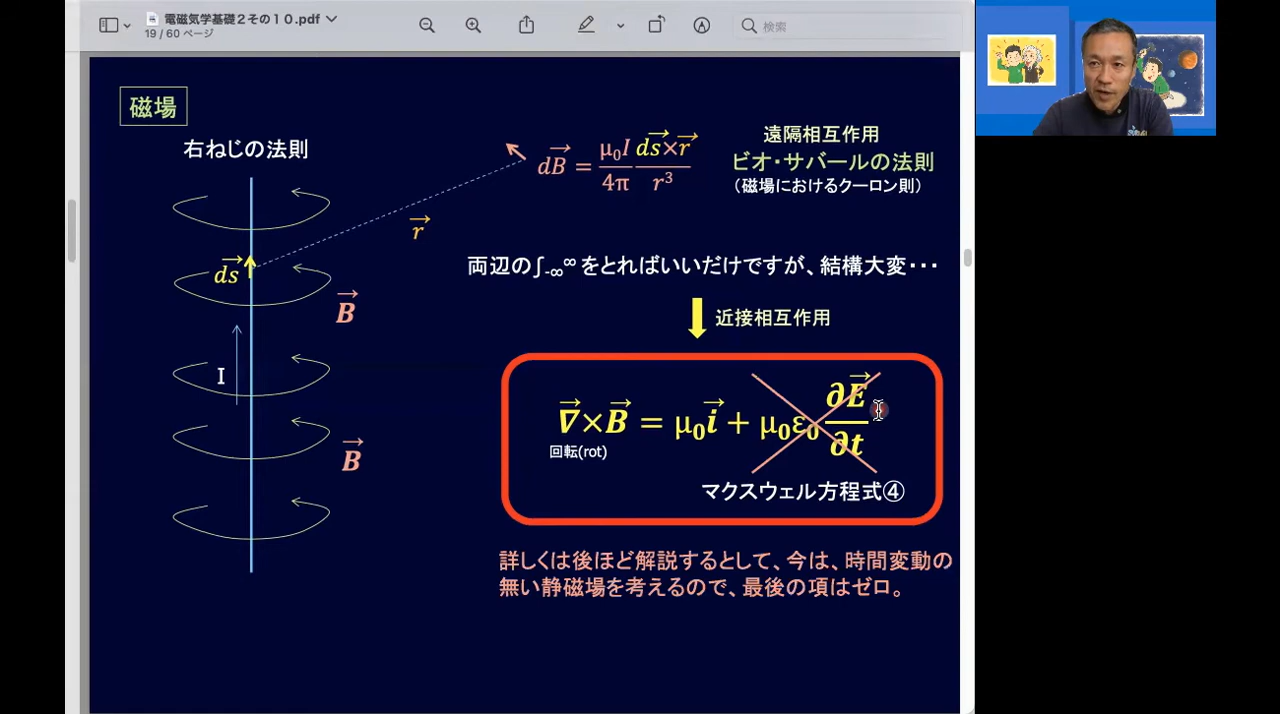 電磁気学基礎２その１０.pdf
19 / 60 ページ
検索
磁場
右ねじの法則
dB = μ₀I/4π ds×r/r³
遠隔相互作用
ビオ・サバールの法則
（磁場におけるクーロン則）
r
ds
両辺の∫-∞∞をとればいいだけですが、結構大変・・・
B
近接相互作用
I
∇×B = μ₀i + μ₀ε₀ ∂E/∂t
回転(rot)
B
マクスウェル方程式④
詳しくは後ほど解説するとして、今は、時間変動の
無い静磁場を考えるので、最後の項はゼロ。